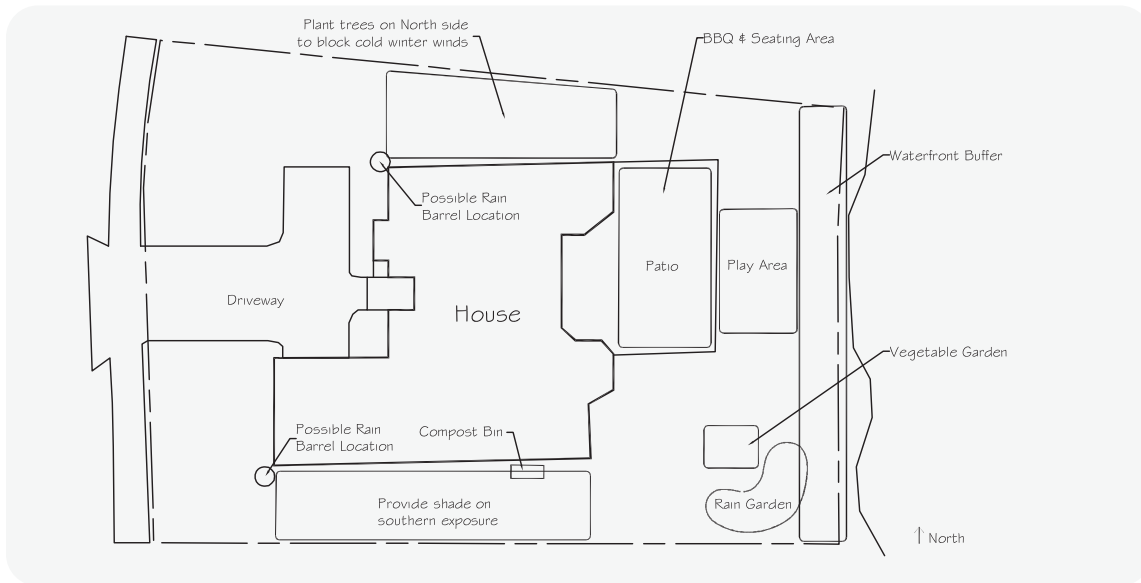 Plant trees on North side
to block cold winter winds
BBQ & Seating Area
Waterfront Buffer
Possible Rain
Barrel Location
Patio
Play Area
Driveway
House
Vegetable Garden
Possible Rain
Barrel Location
Compost Bin
Provide shade on
southern exposure
Rain Garden
North